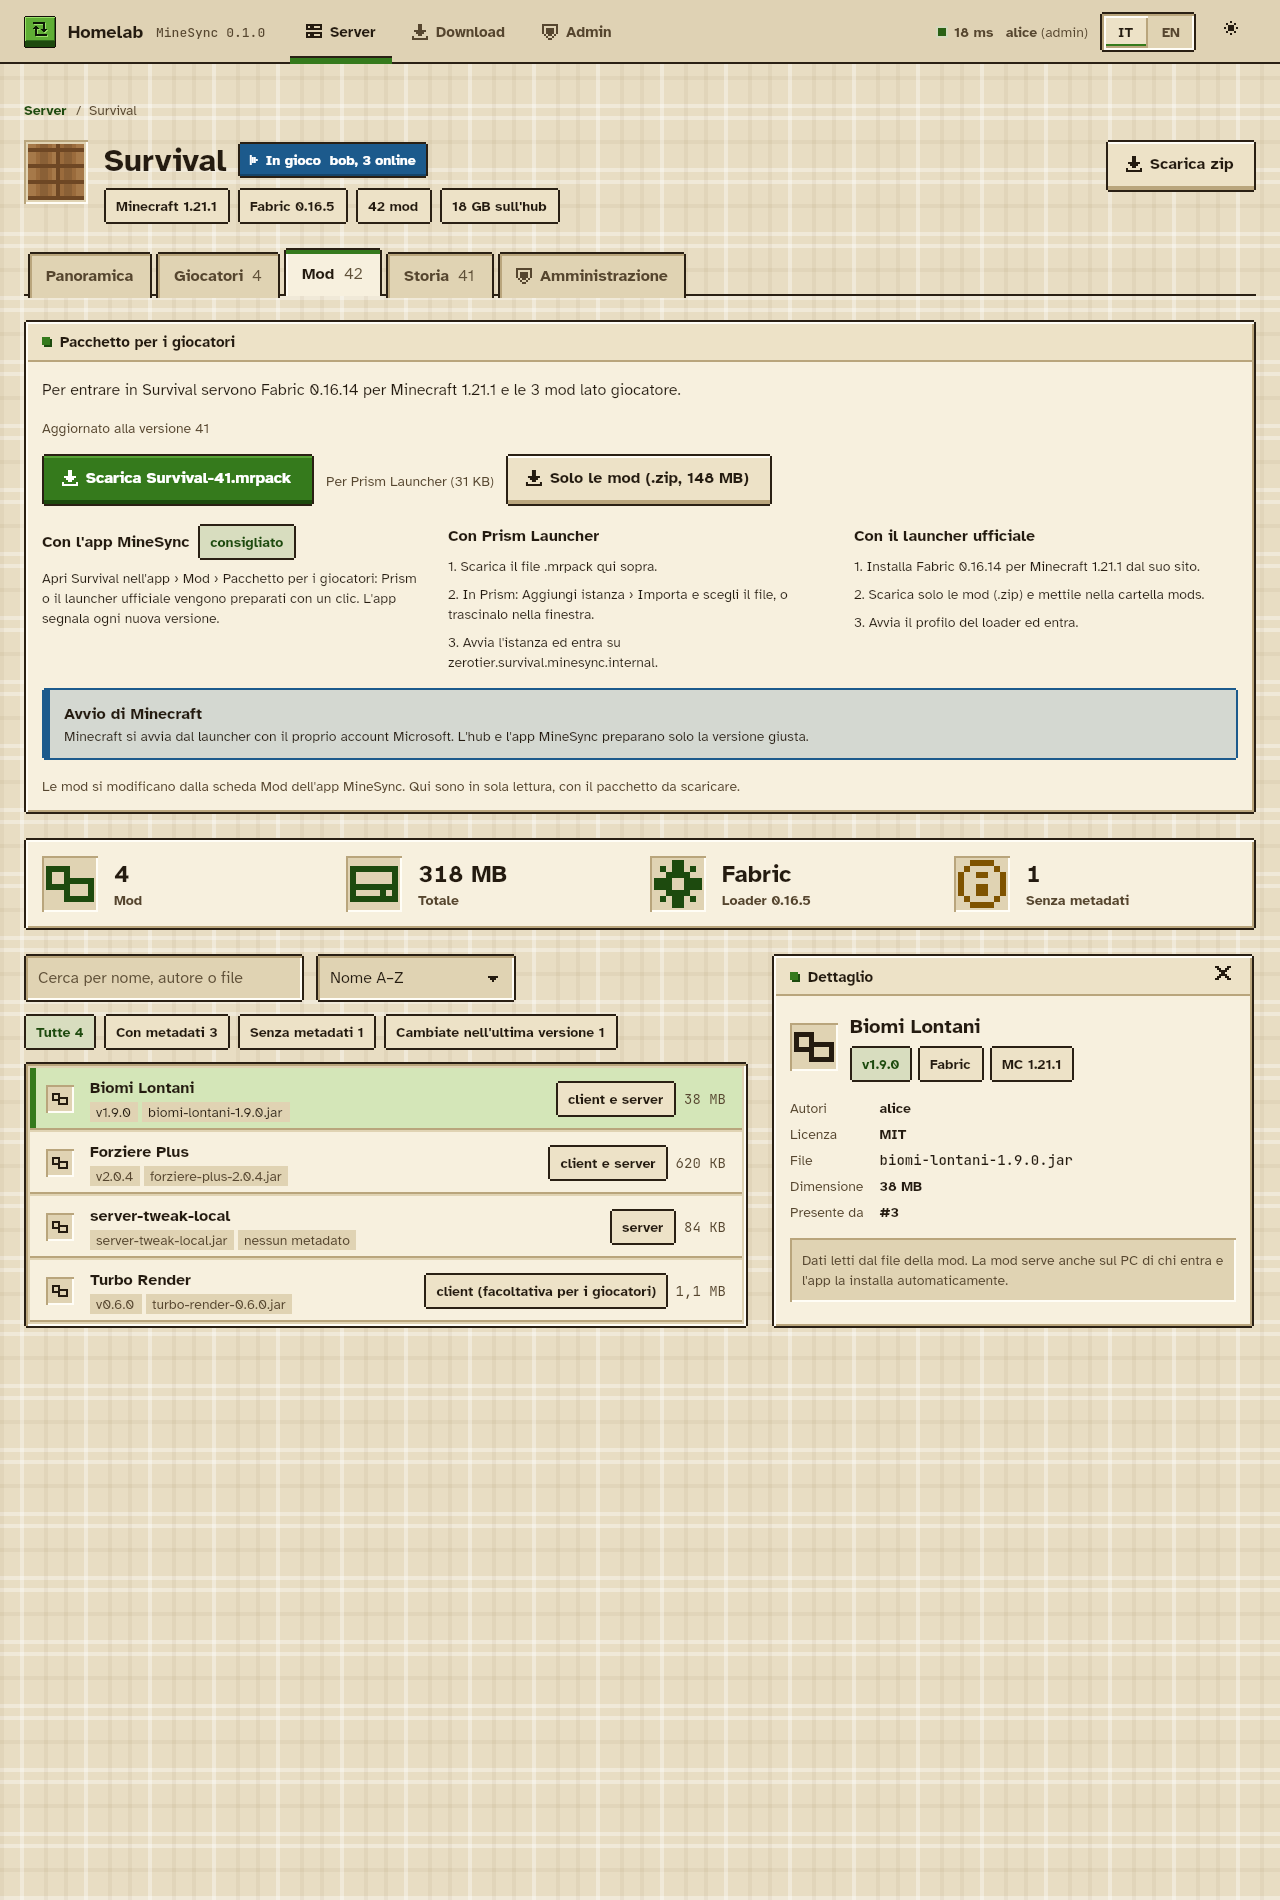 Homelab MineSync 0.1.0 Server Download Admin 18 ms alice (admin) IT EN
Server / Survival
Survival In gioco bob, 3 online Scarica zip
Minecraft 1.21.1 Fabric 0.16.5 42 mod 18 GB sull'hub
Panoramica Giocatori 4 Mod 42 Storia 41 Amministrazione
Pacchetto per i giocatori
Per entrare in Survival servono Fabric 0.16.14 per Minecraft 1.21.1 e le 3 mod lato giocatore.
Aggiornato alla versione 41
Scarica Survival-41.mrpack Per Prism Launcher (31 KB) Solo le mod (.zip, 148 MB)
Con l'app MineSync consigliato
Apri Survival nell'app › Mod › Pacchetto per i giocatori: Prism
o il launcher ufficiale vengono preparati con un clic. L'app
segnala ogni nuova versione.
Con Prism Launcher
1. Scarica il file .mrpack qui sopra.
2. In Prism: Aggiungi istanza › Importa e scegli il file, o
trascinalo nella finestra.
3. Avvia l'istanza ed entra su
zerotier.survival.minesync.internal.
Con il launcher ufficiale
1. Installa Fabric 0.16.14 per Minecraft 1.21.1 dal suo sito.
2. Scarica solo le mod (.zip) e mettile nella cartella mods.
3. Avvia il profilo del loader ed entra.
Avvio di Minecraft
Minecraft si avvia dal launcher con il proprio account Microsoft. L'hub e l'app MineSync preparano solo la versione giusta.
Le mod si modificano dalla scheda Mod dell'app MineSync. Qui sono in sola lettura, con il pacchetto da scaricare.
4
Mod
318 MB
Totale
Fabric
Loader 0.16.5
1
Senza metadati
Cerca per nome, autore o file Nome A–Z
Tutte 4 Con metadati 3 Senza metadati 1 Cambiate nell'ultima versione 1
Biomi Lontani
v1.9.0 biomi-lontani-1.9.0.jar
client e server 38 MB
Forziere Plus
v2.0.4 forziere-plus-2.0.4.jar
client e server 620 KB
server-tweak-local
server-tweak-local.jar nessun metadato
server 84 KB
Turbo Render
v0.6.0 turbo-render-0.6.0.jar
client (facoltativa per i giocatori) 1,1 MB
Dettaglio
Biomi Lontani
v1.9.0 Fabric MC 1.21.1
Autori alice
Licenza MIT
File biomi-lontani-1.9.0.jar
Dimensione 38 MB
Presente da #3
Dati letti dal file della mod. La mod serve anche sul PC di chi entra e
l'app la installa automaticamente.